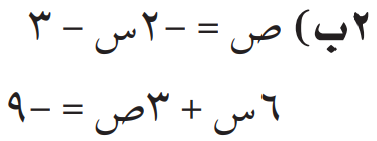 ٢ب) ص = −٢س − ٣
٦س + ٣ص = −٩